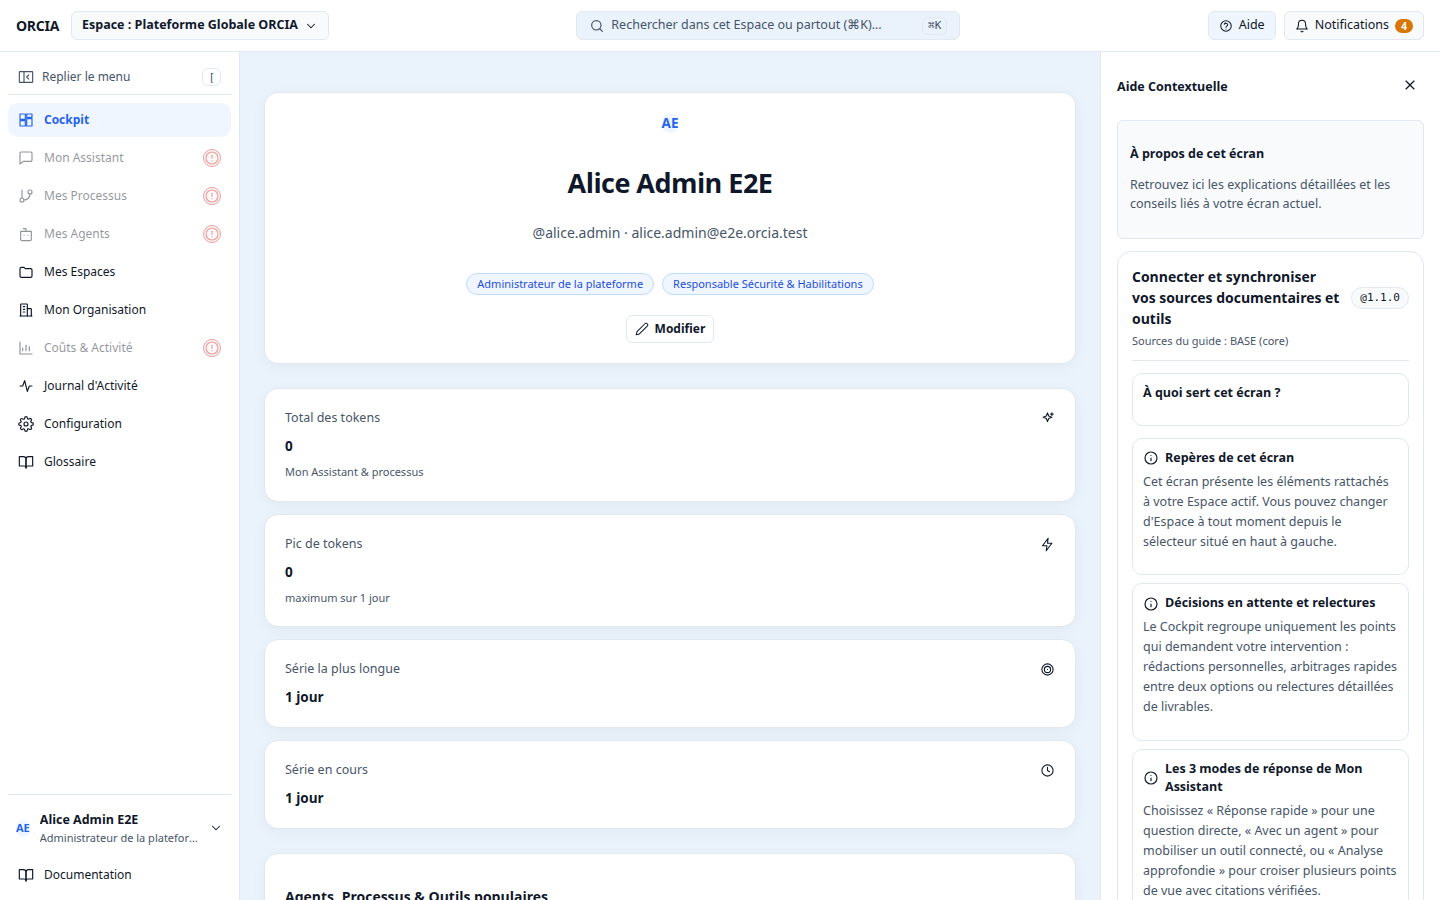 ORCIA
Espace : Plateforme Globale ORCIA
Rechercher dans cet Espace ou partout (⌘K)...
⌘K
Aide
Notifications 4
Replier le menu
[
Cockpit
Mon Assistant
Mes Processus
Mes Agents
Mes Espaces
Mon Organisation
Coûts & Activité
Journal d'Activité
Configuration
Glossaire
AE
Alice Admin E2E
Administrateur de la platefor...
Documentation
AE
Alice Admin E2E
@alice.admin · alice.admin@e2e.orcia.test
Administrateur de la plateforme
Responsable Sécurité & Habilitations
Modifier
Total des tokens
0
Mon Assistant & processus
Pic de tokens
0
maximum sur 1 jour
Série la plus longue
1 jour
Série en cours
1 jour
Agents, Processus & Outils populaires
Aide Contextuelle
À propos de cet écran
Retrouvez ici les explications détaillées et les
conseils liés à votre écran actuel.
Connecter et synchroniser
vos sources documentaires et
outils
@1.1.0
Sources du guide : BASE (core)
À quoi sert cet écran ?
Repères de cet écran
Cet écran présente les éléments rattachés
à votre Espace actif. Vous pouvez changer
d'Espace à tout moment depuis le
sélecteur situé en haut à gauche.
Décisions en attente et relectures
Le Cockpit regroupe uniquement les points
qui demandent votre intervention :
rédactions personnelles, arbitrages rapides
entre deux options ou relectures détaillées
de livrables.
Les 3 modes de réponse de Mon
Assistant
Choisissez « Réponse rapide » pour une
question directe, « Avec un agent » pour
mobiliser un outil connecté, ou « Analyse
approfondie » pour croiser plusieurs points
de vue avec citations vérifiées.